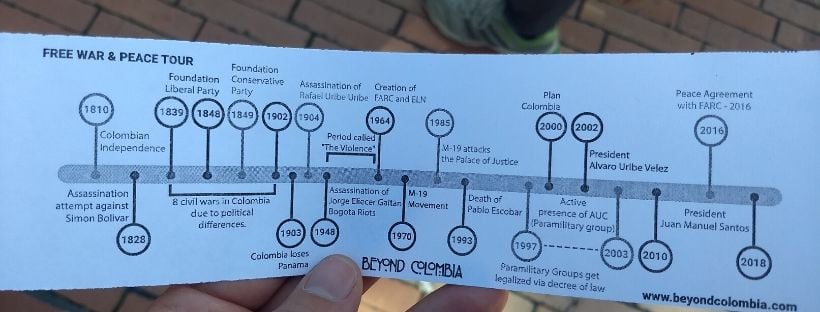 FREE WAR & PEACE TOUR
1810
Colombian
Independence
Assassination
attempt against
Simon Bolivar
1828
Foundation
Liberal Party
1839
1848
Foundation
Conservative
Party
1849
1902
8 civil wars in Colombia
due to political
differences.
1903
Colombia loses
Panama
Assassination of
Rafael Uribe Uribe
1904
Period called
"The Violence"
1948
Assassination of
Jorge Eliecer Gaitan
Bogota Riots
Creation of
FARC and ELN
1964
M-19
Movement
1970
1985
M-19 attacks
the Palace of Justice
Death of
Pablo Escobar
1993
Plan
Colombia
2000
2002
President
Alvaro Uribe Velez
Active
presence of AUC
(Paramilitary group)
1997
2003
Paramilitary Groups get
legalized via decree of law
2010
President
Juan Manuel Santos
2018
Peace Agreement
with FARC - 2016
2016
BEYOND COLOMBIA
www.beyondcolombia.com